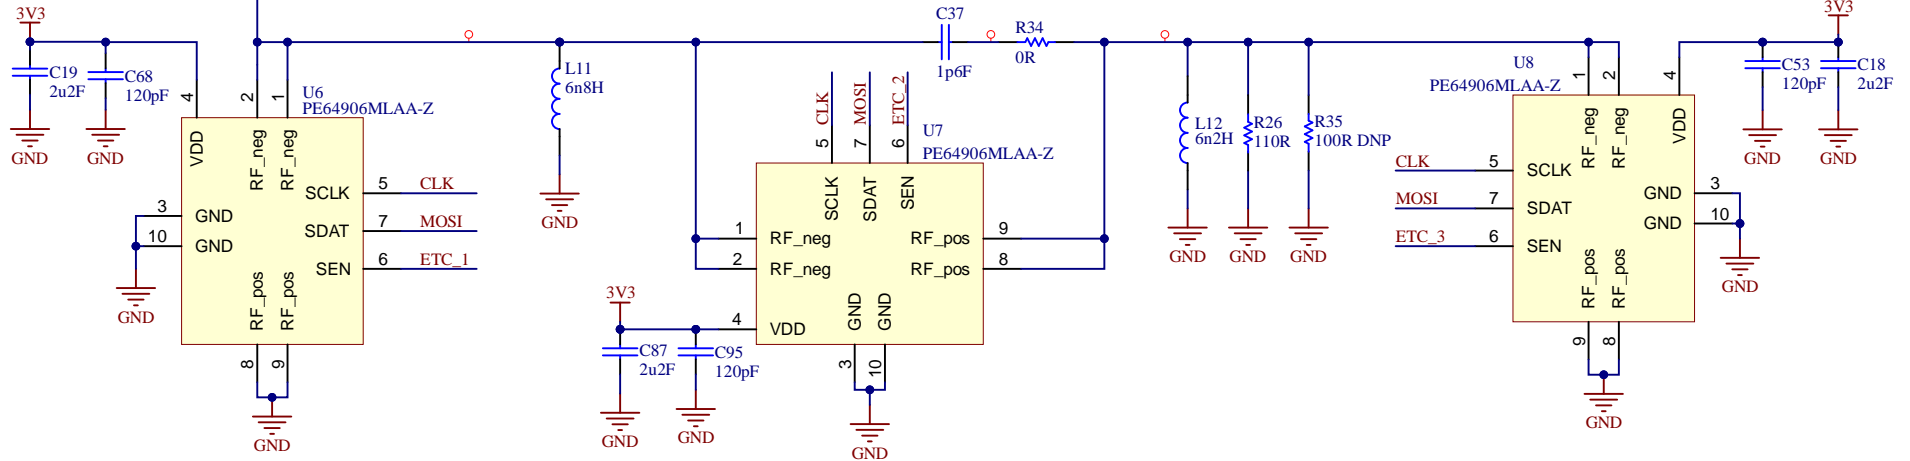 3V3
C19
2u2F
C68
120pF
GND
GND
4
2
1
U6
PE64906MLAA-Z
VDD
RF_neg
RF_neg
3
GND
10
GND
GND
SCLK
5
CLK
SDAT
7
MOSI
SEN
6
ETC_1
RF_pos
RF_pos
8
9
GND
L11
6n8H
GND
C37
1p6F
R34
0R
CLK
MOSI
ETC_2
5
7
6
U7
PE64906MLAA-Z
SCLK
SDAT
SEN
1
RF_neg
2
RF_neg
RF_pos
9
RF_pos
8
3V3
4
VDD
GND
GND
C87
2u2F
C95
120pF
GND
GND
3
10
GND
L12
6n2H
R26
110R
R35
100R DNP
GND
GND
GND
U8
PE64906MLAA-Z
1
2
4
RF_neg
RF_neg
VDD
CLK
5
SCLK
MOSI
7
SDAT
ETC_3
6
SEN
GND
3
GND
10
GND
RF_pos
RF_pos
9
8
GND
3V3
C53
120pF
C18
2u2F
GND
GND